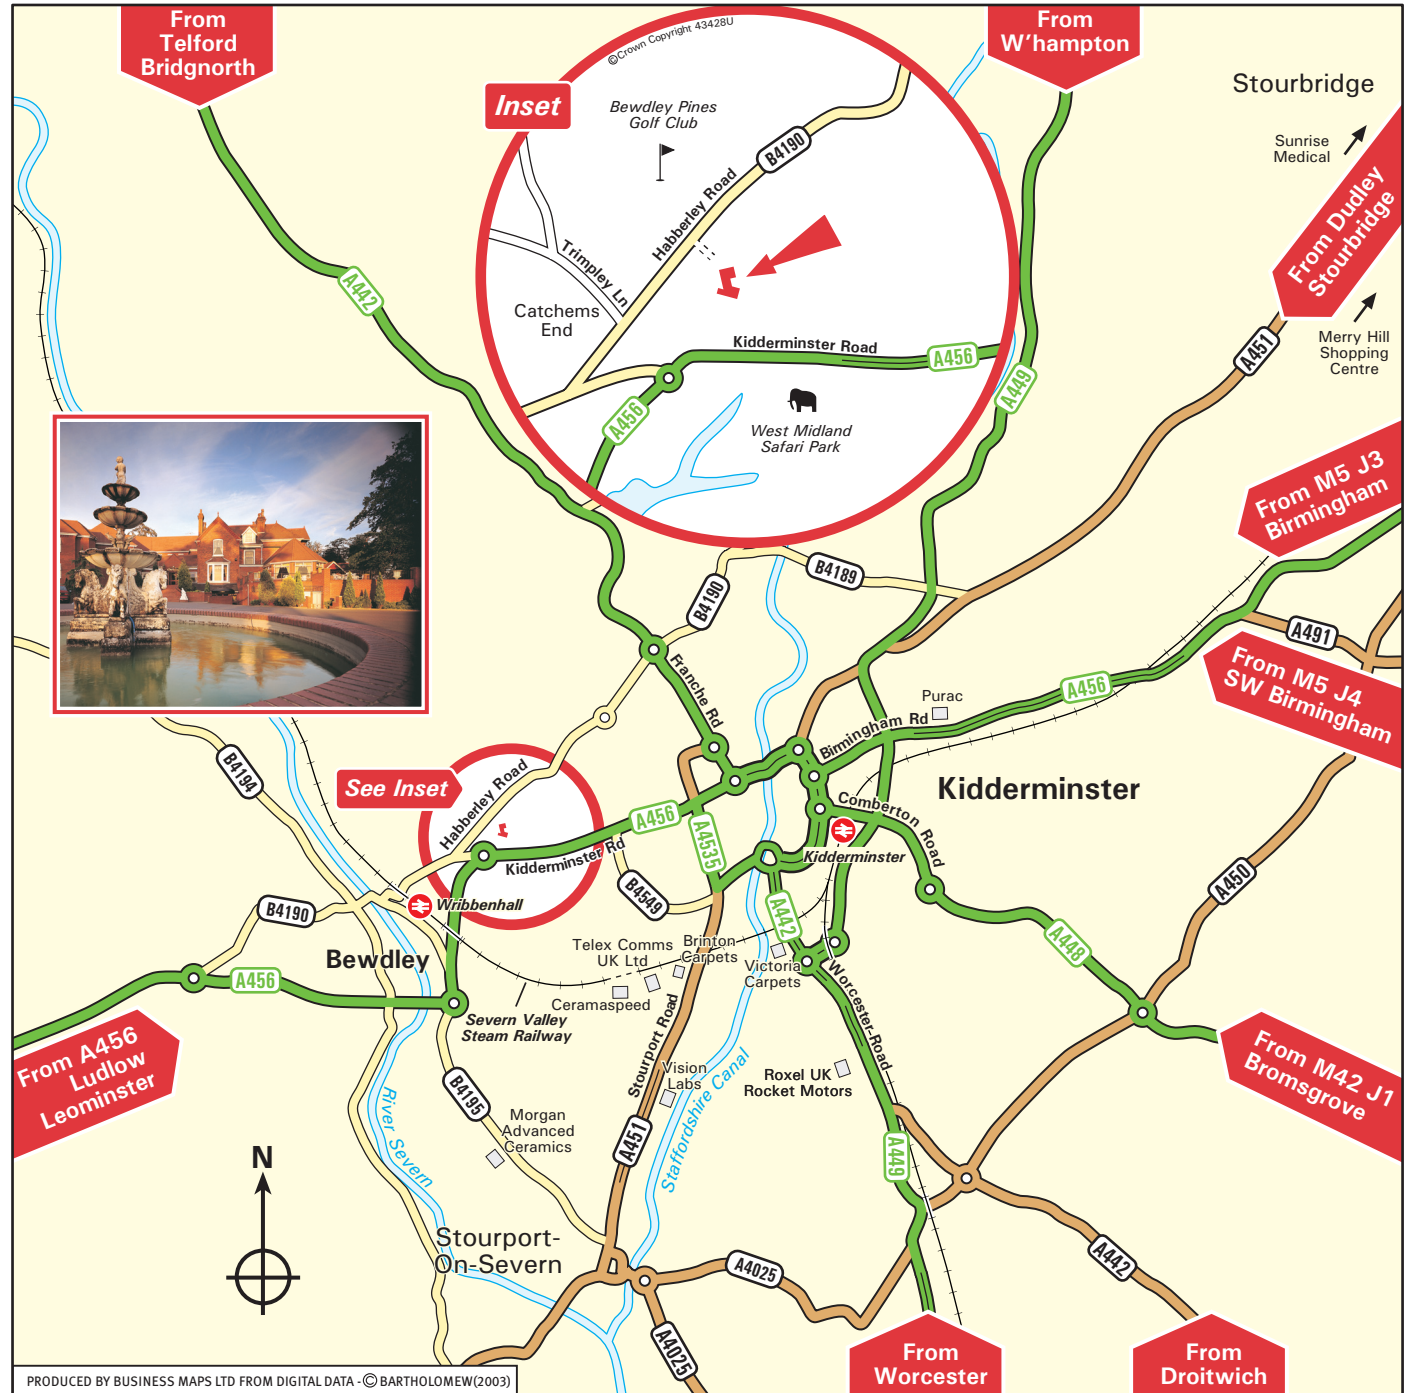 From
Telford
Bridgnorth
©Crown Copyright 43428U
From
W'hampton
Stourbridge
Inset
Bewdley Pines
Golf Club
B4190
Sunrise
Medical
Habberley Road
From Dudley
Stourbridge
Trimpley Ln
A442
Catchems
End
Kidderminster Road
A456
A449
A451
Merry Hill
Shopping
Centre
A456
West Midland
Safari Park
From M5 J3
Birmingham
B4189
B4190
A491
From M5 J4
SW Birmingham
Franche Rd
A456
Purac
Birmingham Rd
B4194
See Inset
Habberley Road
Kidderminster
Comberton Road
A456
A4535
Kidderminster
Kidderminster Rd
B4549
A450
B4190
Wribbenhall
A442
A448
Bewdley
Telex Comms
UK Ltd
Brinton
Carpets
Victoria
Carpets
A456
Ceramaspeed
Worcester Road
Severn Valley
Steam Railway
Stourport Road
From A456
Ludlow
Leominster
From M42 J1
Bromsgrove
Vision
Labs
Roxel UK
Rocket Motors
B4195
River Severn
Morgan
Advanced
Ceramics
A451
Staffordshire Canal
A449
N
Stourport-
On-Severn
A4025
A442
A4025
From
Worcester
From
Droitwich
PRODUCED BY BUSINESS MAPS LTD FROM DIGITAL DATA - © BARTHOLOMEW(2003)